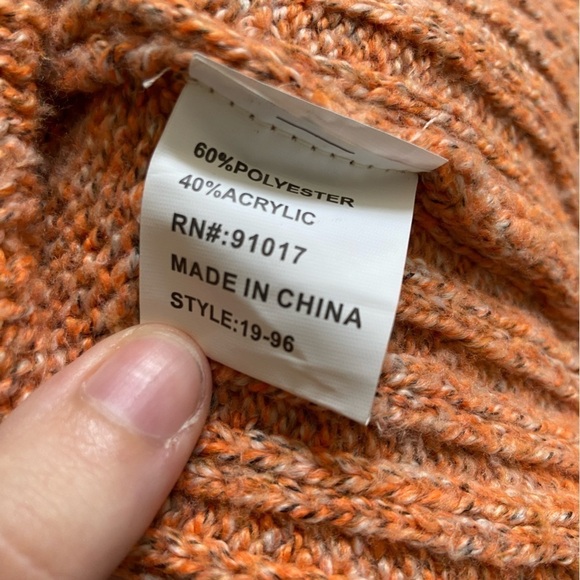 60%POLYESTER
40%ACRYLIC
RN#:91017
MADE IN CHINA
STYLE:19-96